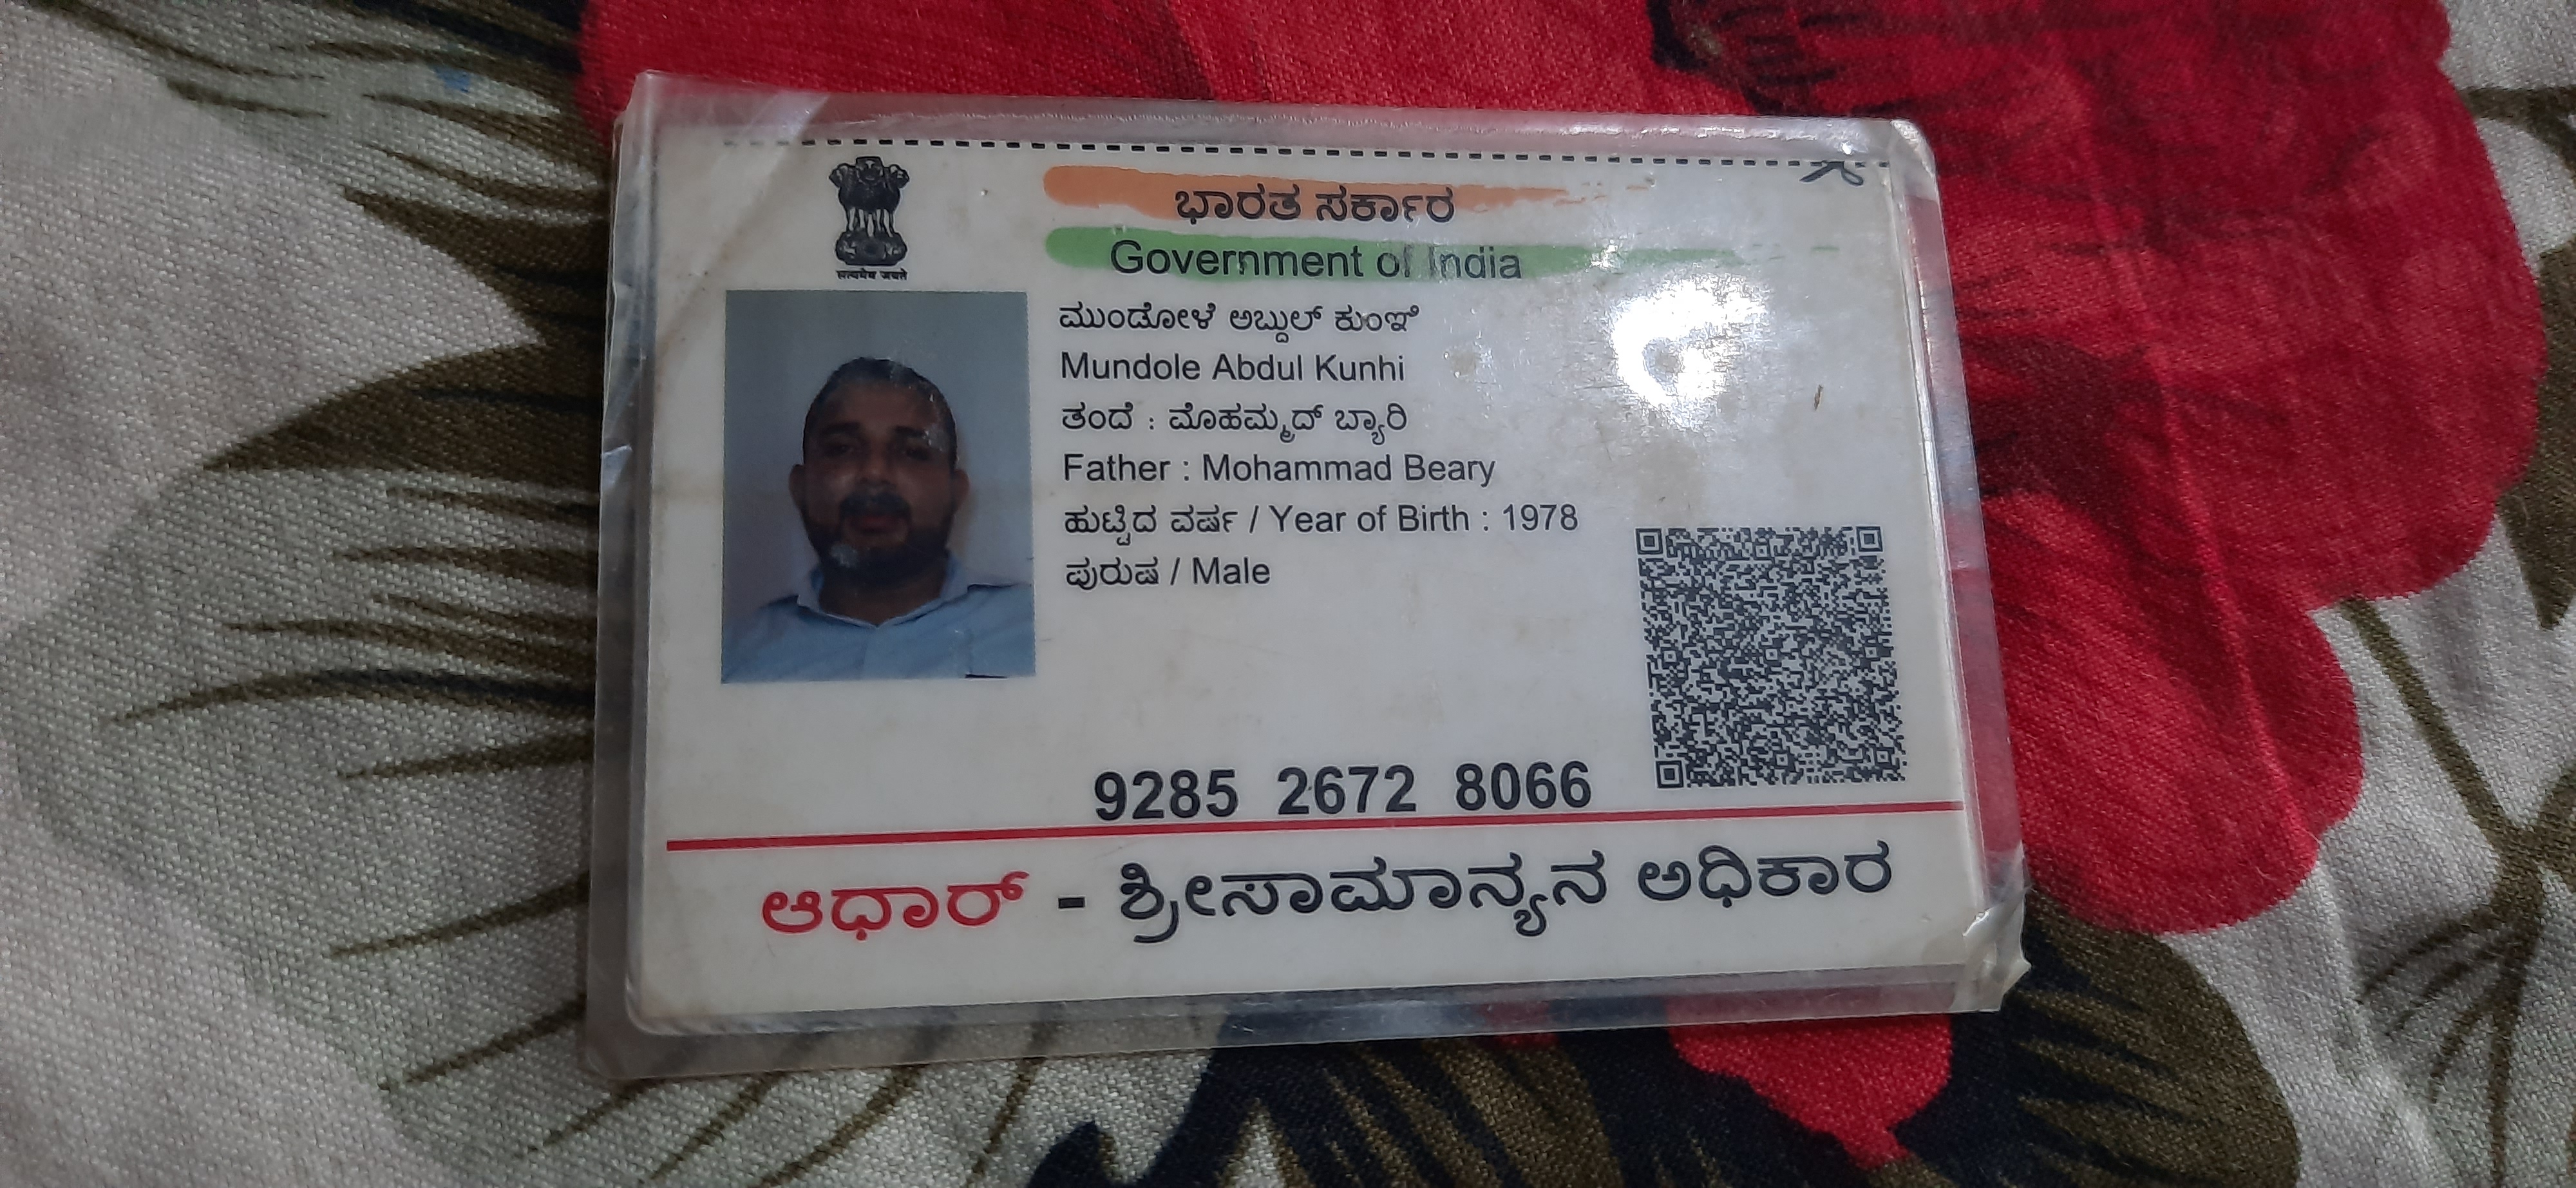 ಭಾರತ ಸರ್ಕಾರ
Government of India
सत्यमेव जयते
ಮುಂಡೋಳೆ ಅಬ್ದುಲ್ ಕುಂಞಿ
Mundole Abdul Kunhi
ತಂದೆ : ಮೊಹಮ್ಮದ್ ಬ್ಯಾರಿ
Father : Mohammad Beary
ಹುಟ್ಟಿದ ವರ್ಷ / Year of Birth : 1978
ಪುರುಷ / Male
9285 2672 8066
ಆಧಾರ್ - ಶ್ರೀಸಾಮಾನ್ಯನ ಅಧಿಕಾರ